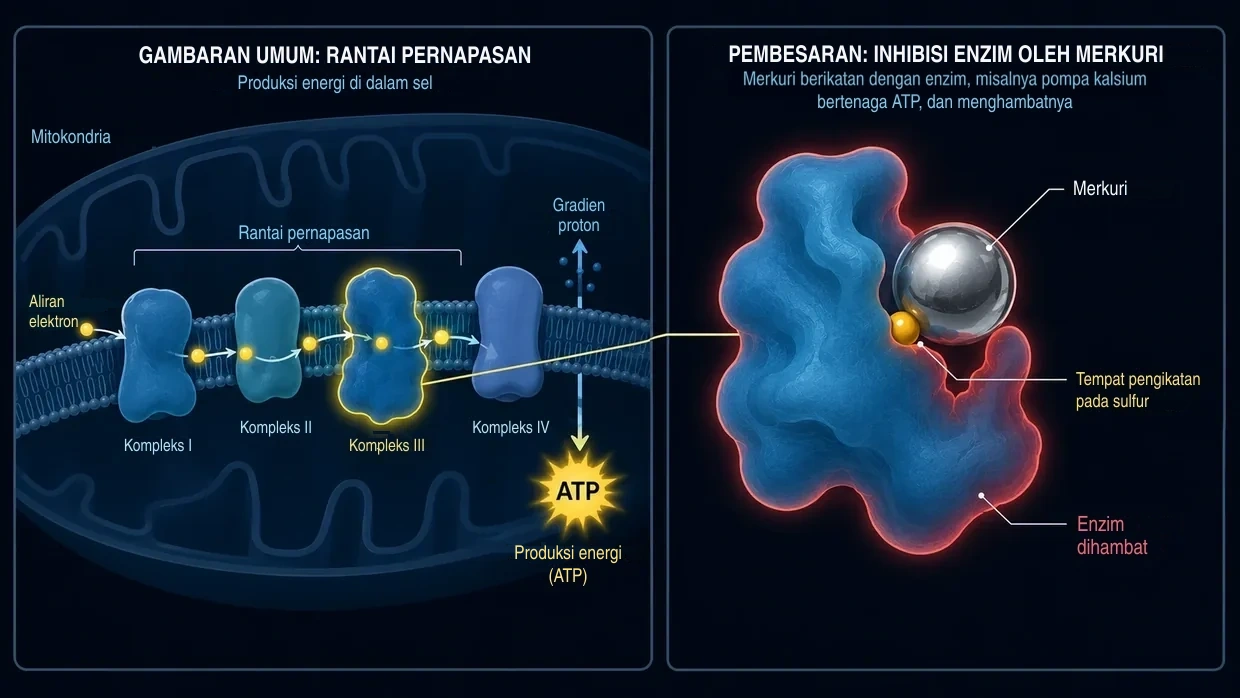 GAMBARAN UMUM: RANTAI PERNAPASAN
Produksi energi di dalam sel
Mitokondria
Rantai pernapasan
Gradien
proton
Aliran
elektron
Kompleks I
Kompleks II
Kompleks III
Kompleks IV
ATP
Produksi energi
(ATP)
PEMBESARAN: INHIBISI ENZIM OLEH MERKURI
Merkuri berikatan dengan enzim, misalnya pompa kalsium
bertenaga ATP, dan menghambatnya
Merkuri
Tempat pengikatan
pada sulfur
Enzim
dihambat